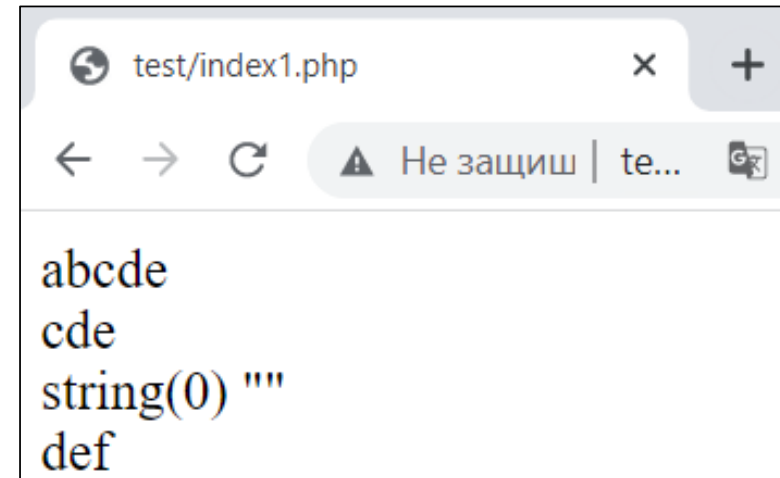 test/index1.php
Не защищ | te...
abcde
cde
string(0) ""
def